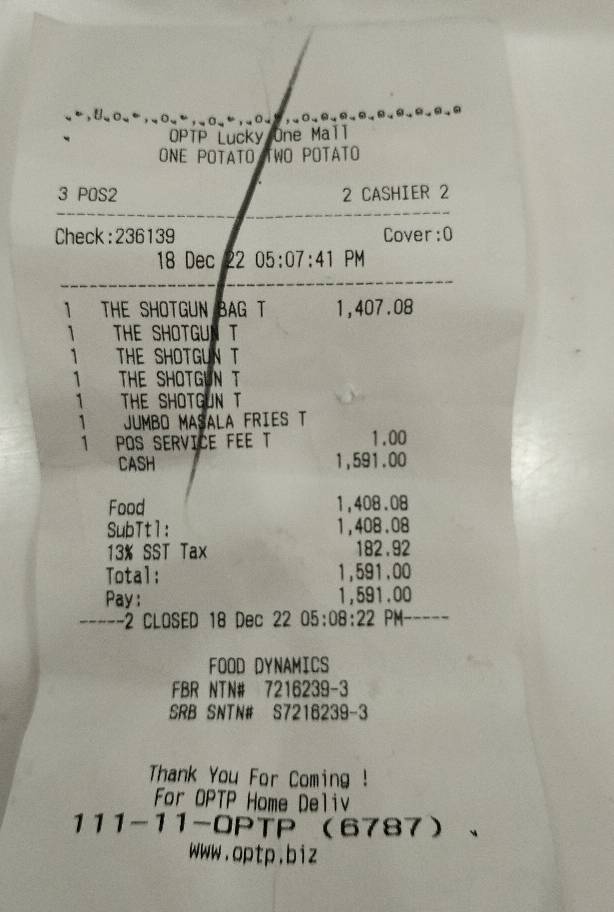 OPTP Lucky One Mall
ONE POTATO TWO POTATO
3 POS2 2 CASHIER 2
Check:236139 Cover:0
18 Dec 22 05:07:41 PM
1 THE SHOTGUN BAG T 1,407.08
1 THE SHOTGUN T
1 THE SHOTGUN T
1 THE SHOTGUN T
1 THE SHOTGUN T
1 JUMBO MASALA FRIES T
1 POS SERVICE FEE T 1.00
CASH 1,591.00
Food 1,408.08
SubTtl: 1,408.08
13% SST Tax 182.92
Total: 1,591.00
Pay: 1,591.00
-----2 CLOSED 18 Dec 22 05:08:22 PM-----
FOOD DYNAMICS
FBR NTN# 7216239-3
SRB SNTN# S7216239-3
Thank You For Coming !
For OPTP Home Deliv
111-11-OPTP (6787)
www.optp.biz